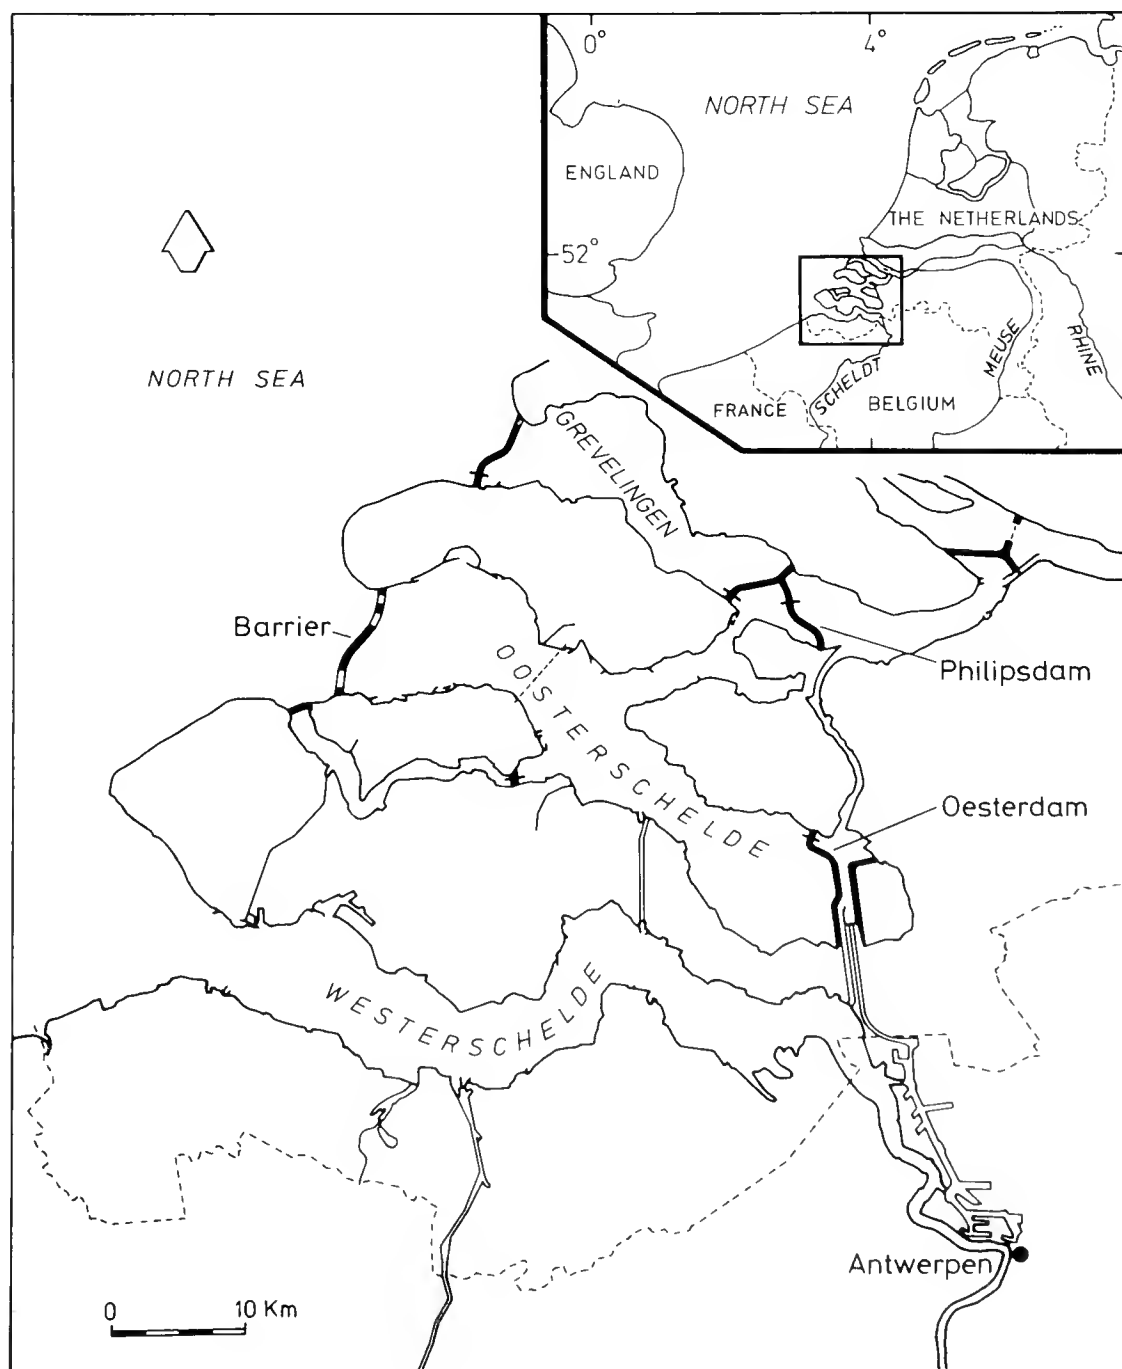 0° 4°
NORTH SEA
ENGLAND
THE NETHERLANDS
52°
MEUSE
RHINE
SCHELDT
FRANCE
BELGIUM
NORTH SEA
GREVELINGEN
Barrier
OOSTERSCHELDE
Philipsdam
Oesterdam
WESTERSCHELDE
Antwerpen
0 10 Km